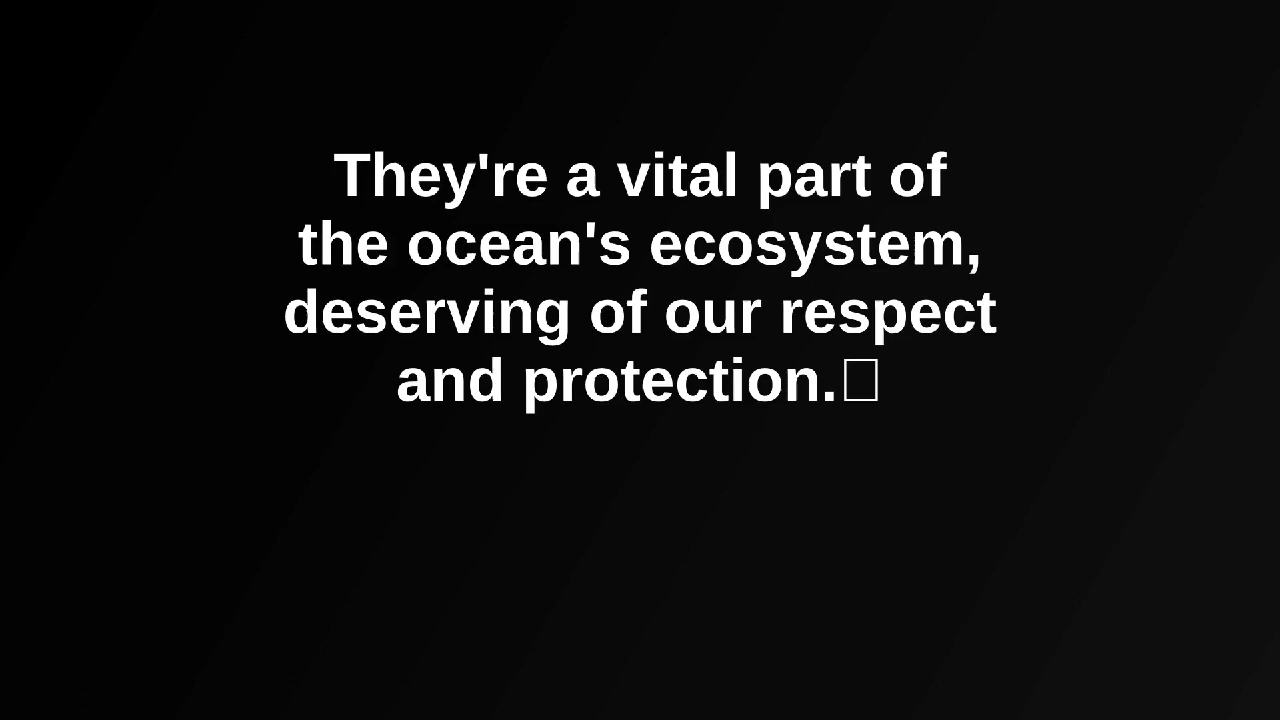 They're a vital part of
the ocean's ecosystem,
deserving of our respect
and protection.